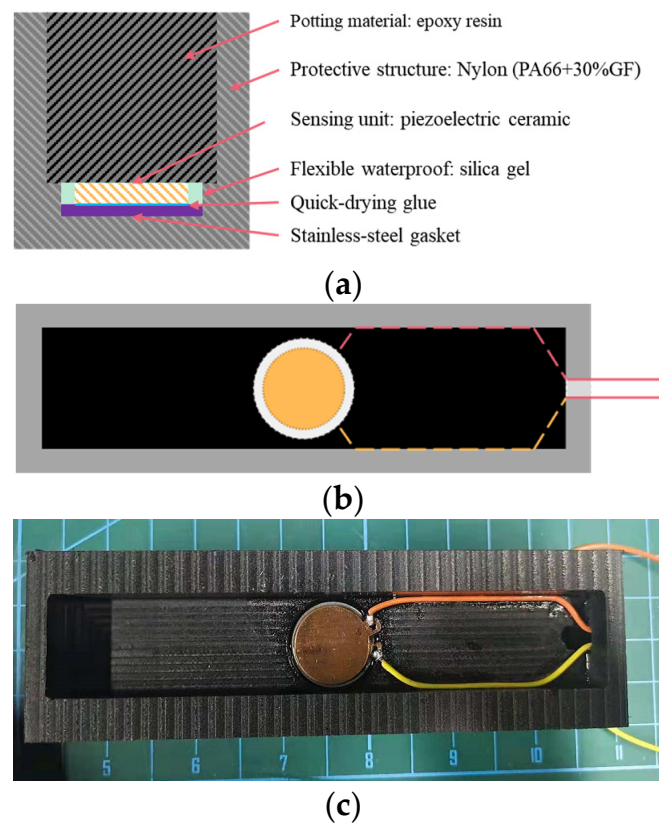 Potting material: epoxy resin
Protective structure: Nylon (PA66+30%GF)
Sensing unit: piezoelectric ceramic
Flexible waterproof: silica gel
Quick-drying glue
Stainless-steel gasket
(a)
(b)
5 6 7 8 9 10 11
(c)